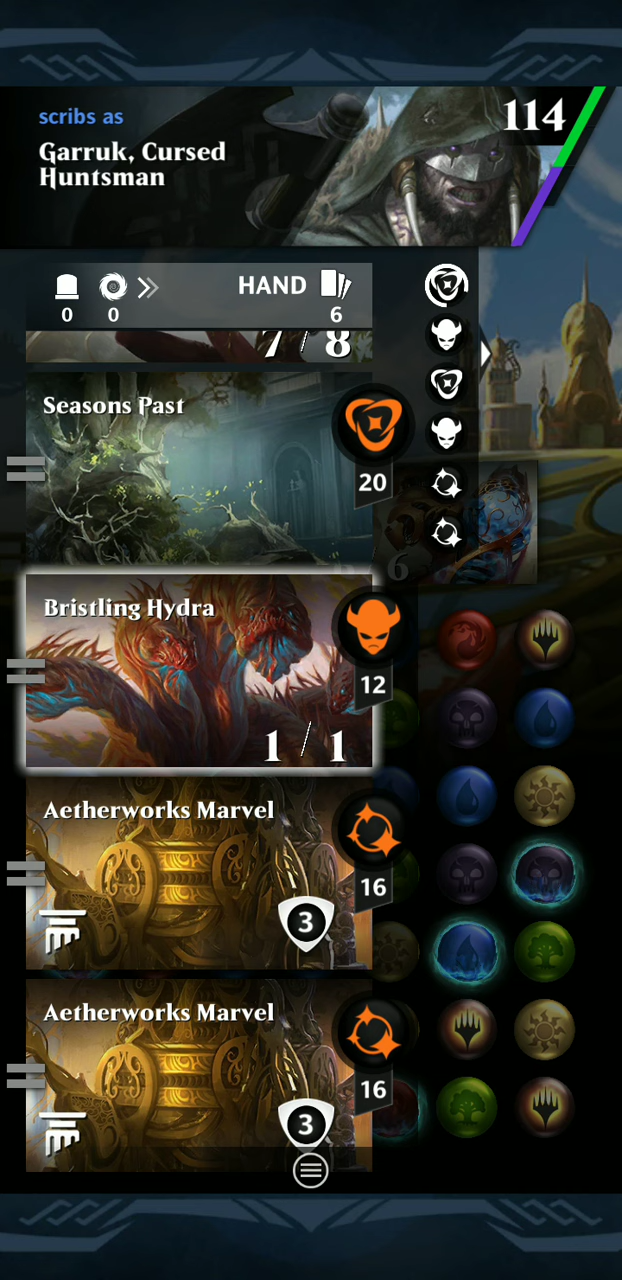 scribs as
114
Garruk, Cursed
Huntsman
HAND
0 0 6
7 / 8
Seasons Past
20
6
Bristling Hydra
12
1 / 1
Aetherworks Marvel
16
3
Aetherworks Marvel
16
3